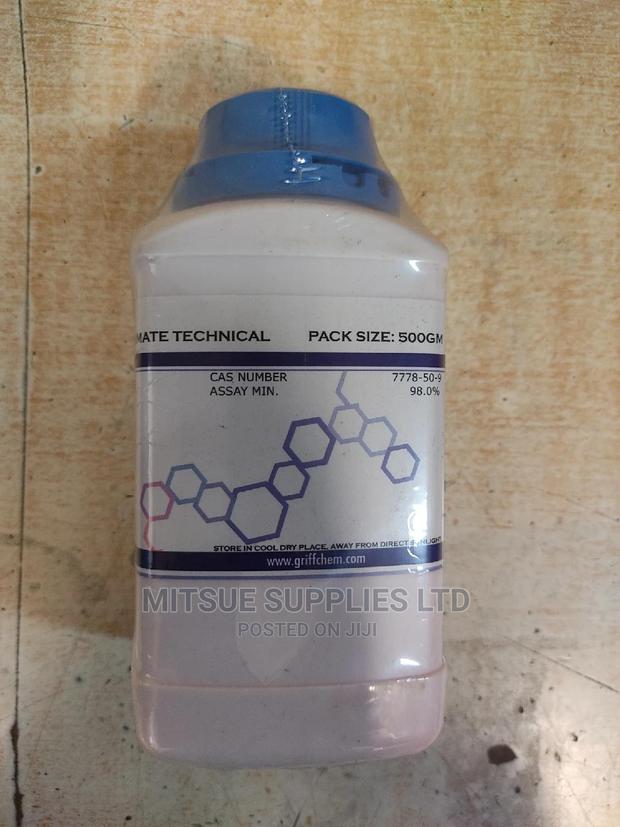 MATE TECHNICAL PACK SIZE: 500GM
CAS NUMBER 7778-50-9
ASSAY MIN. 98.0%
STORE IN COOL DRY PLACE, AWAY FROM DIRECT SUNLIGHT
www.griffchem.com
MITSUE SUPPLIES LTD
POSTED ON JIJI